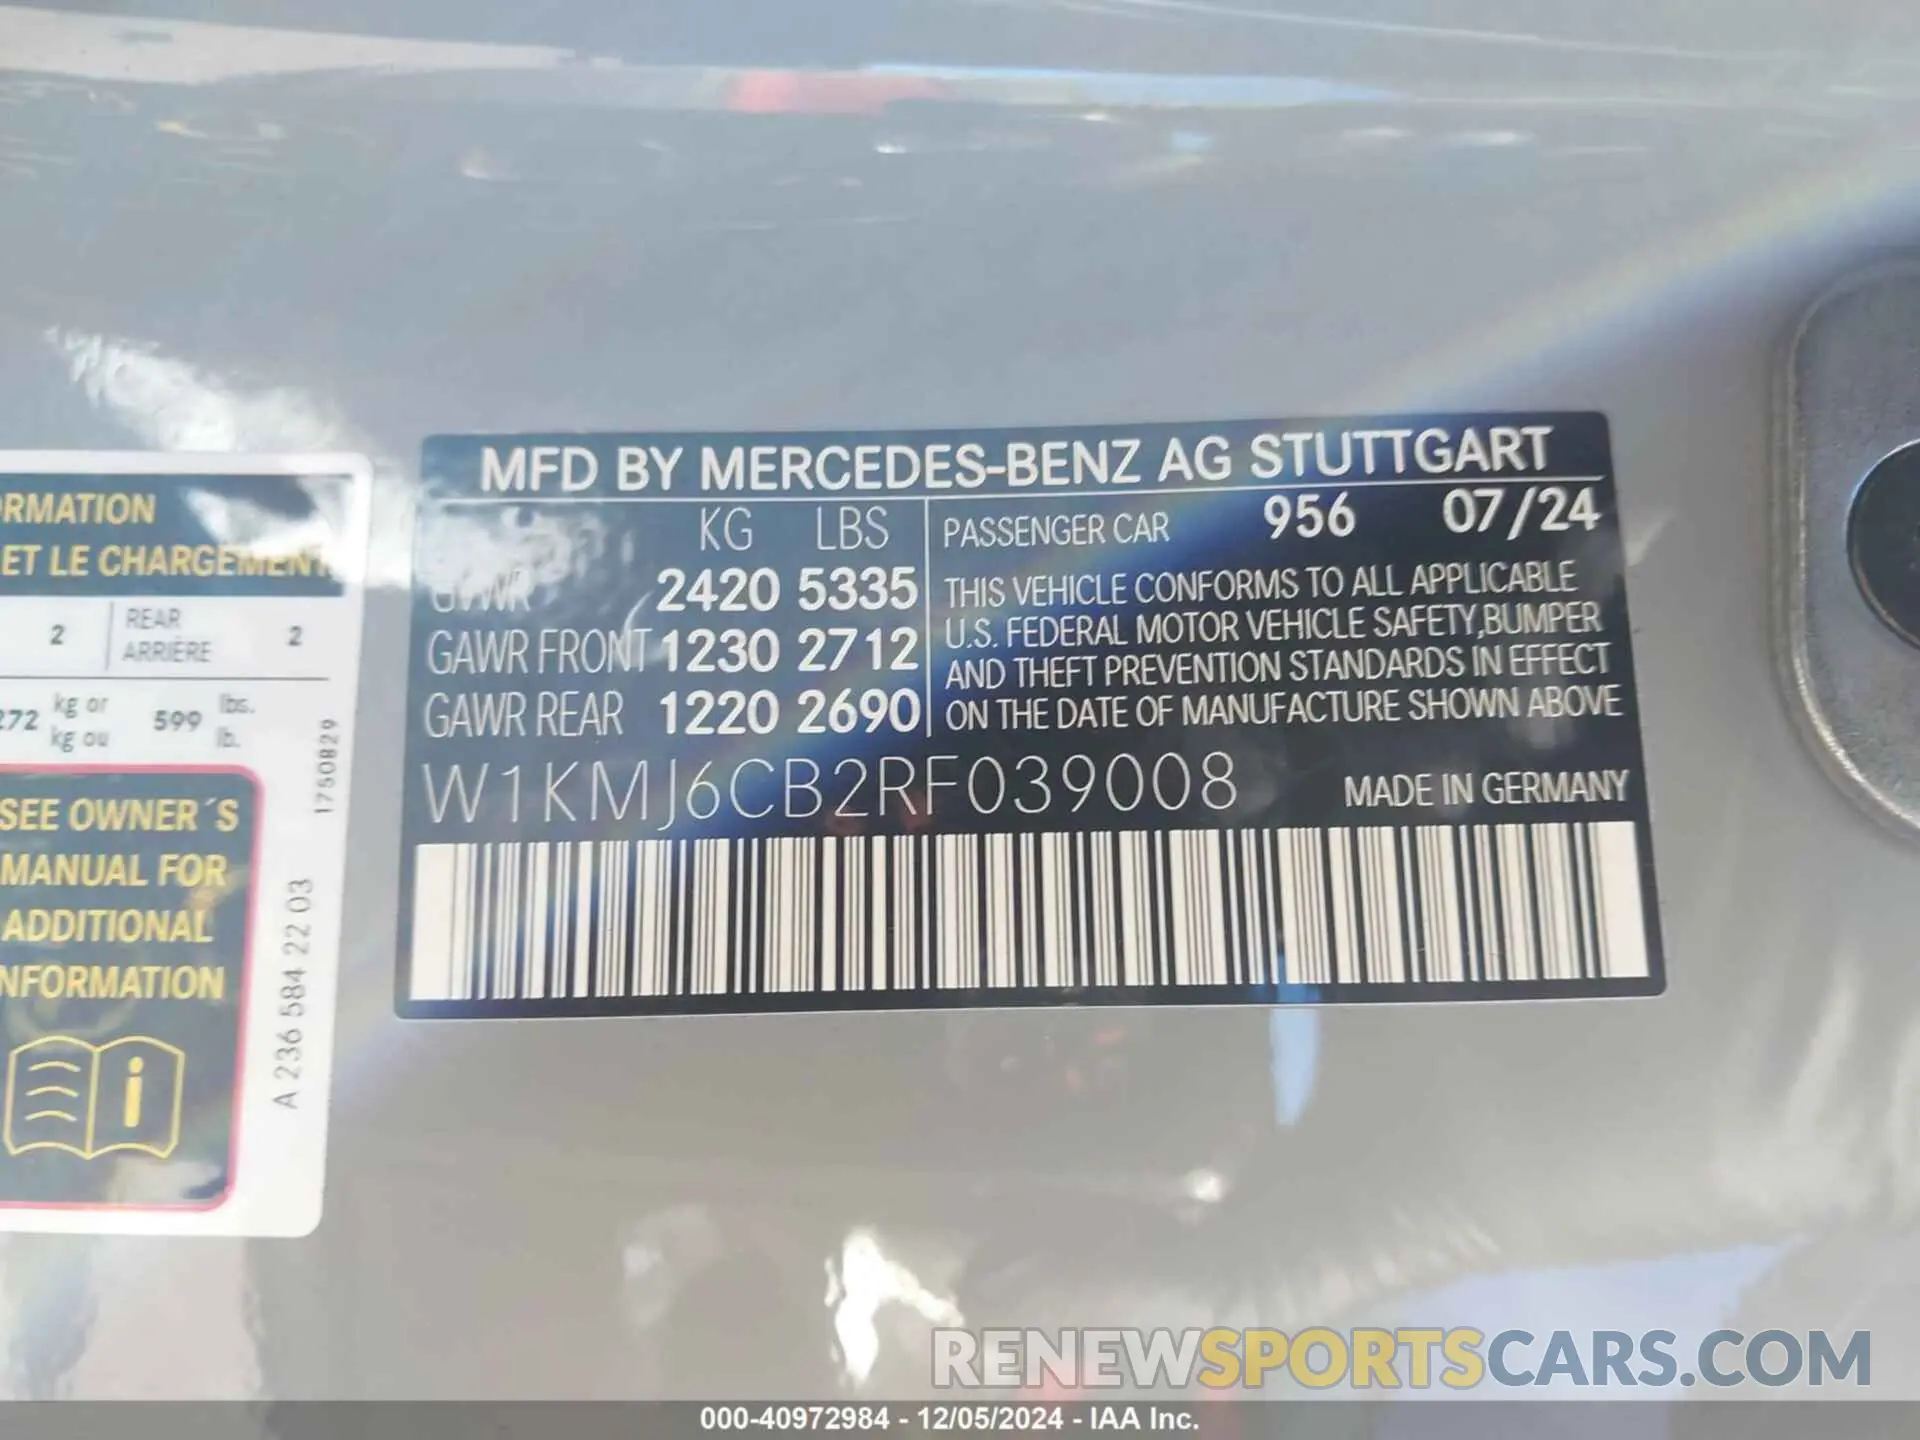 MFD BY MERCEDES-BENZ AG STUTTGART
KG LBS
GVWR 2420 5335
GAWR FRONT 1230 2712
GAWR REAR 1220 2690
PASSENGER CAR 956 07/24
THIS VEHICLE CONFORMS TO ALL APPLICABLE
U.S. FEDERAL MOTOR VEHICLE SAFETY,BUMPER
AND THEFT PREVENTION STANDARDS IN EFFECT
ON THE DATE OF MANUFACTURE SHOWN ABOVE
W1KMJ6CB2RF039008
MADE IN GERMANY
ORMATION
ET LE CHARGEMENT
2 REAR 2
ARRIÈRE
272 kg or 599 lbs.
kg ou lb.
1750829
SEE OWNER´S
MANUAL FOR
ADDITIONAL
INFORMATION
i
A 236 584 22 03
RENEWSPORTSCARS.COM
000-40972984 - 12/05/2024 - IAA Inc.